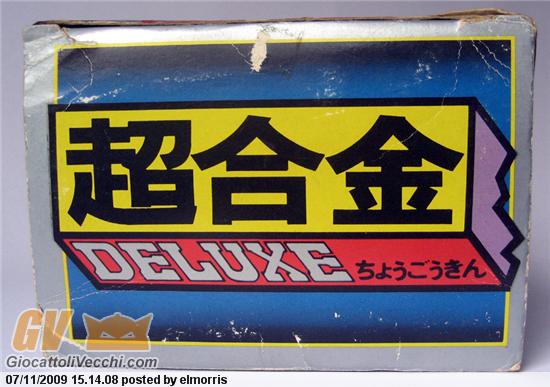 超合金
DELUXE ちょうごうきん
GV
GiocattoliVecchi.com
07/11/2009 15.14.08 posted by elmorris